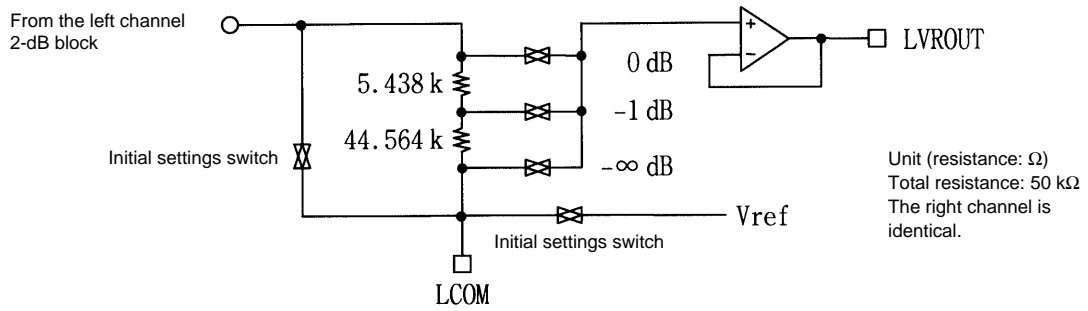 From the left channel
2-dB block
+
−
LVROUT
0 dB
5.438 k
-1 dB
44.564 k
-∞ dB
Initial settings switch
Unit (resistance: Ω)
Total resistance: 50 kΩ
The right channel is
identical.
Vref
Initial settings switch
LCOM